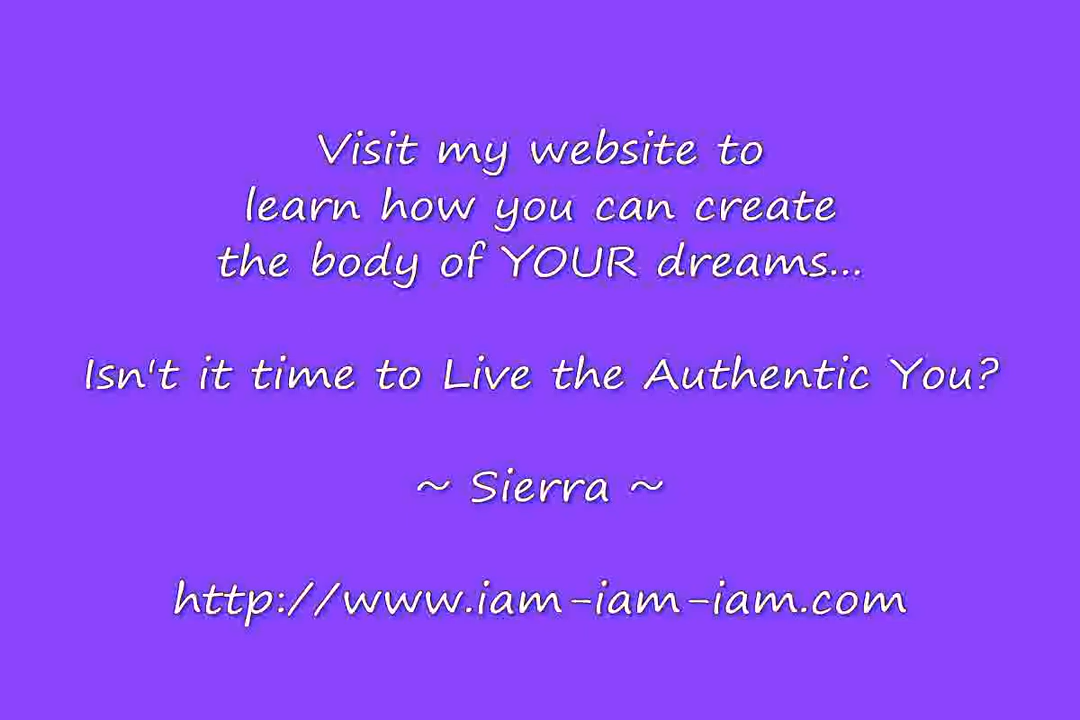 Visit my website to
learn how you can create
the body of YOUR dreams...
Isn't it time to Live the Authentic You?
~ Sierra ~
http://www.iam-iam-iam.com